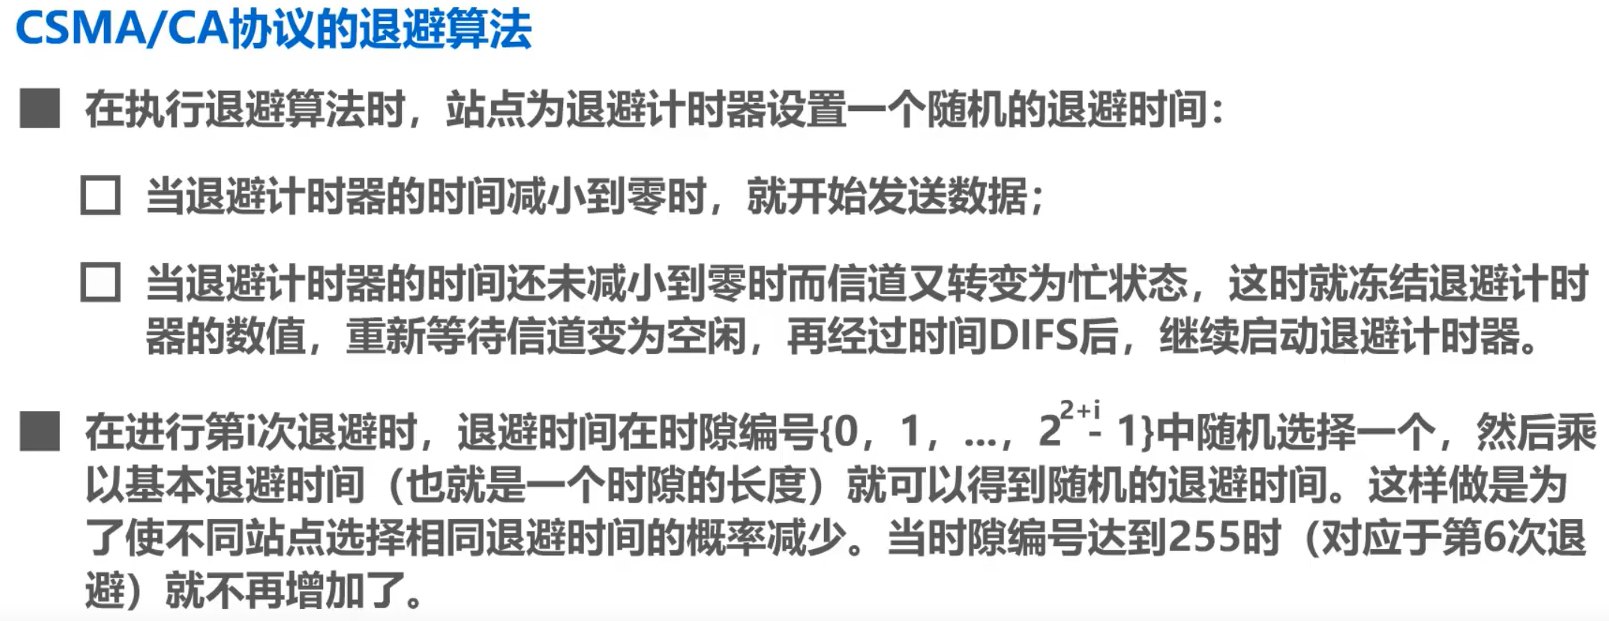 CSMA/CA协议的退避算法
在执行退避算法时，站点为退避计时器设置一个随机的退避时间：
当退避计时器的时间减小到零时，就开始发送数据；
当退避计时器的时间还未减小到零时而信道又转变为忙状态，这时就冻结退避计时
器的数值，重新等待信道变为空闲，再经过时间DIFS后，继续启动退避计时器。
在进行第i次退避时，退避时间在时隙编号{0，1，...，2^{2+i} - 1}中随机选择一个，然后乘
以基本退避时间（也就是一个时隙的长度）就可以得到随机的退避时间。这样做是为
了使不同站点选择相同退避时间的概率减少。当时隙编号达到255时（对应于第6次退
避）就不再增加了。